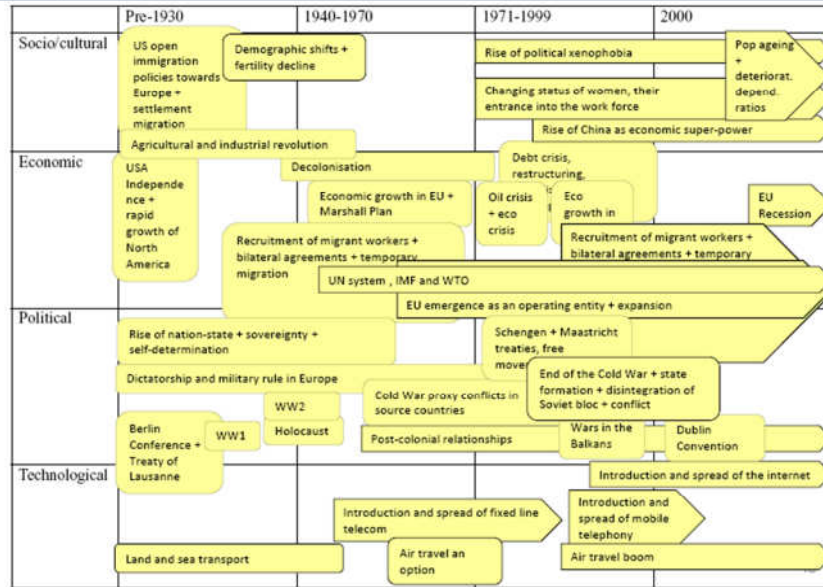 Pre-1930
1940-1970
1971-1999
2000
Socio/cultural
US open
immigration
policies towards
Europe +
settlement
migration
Demographic shifts +
fertility decline
Rise of political xenophobia
Pop ageing
+
deteriorat.
depend.
ratios
Changing status of women, their
entrance into the work force
Agricultural and industrial revolution
Rise of China as economic super-power
Economic
USA
Independe
nce +
rapid
growth of
North
America
Decolonisation
Debt crisis,
restructuring,
Economic growth in EU +
Marshall Plan
Oil crisis
+ eco
crisis
Eco
growth in
EU
Recession
Recruitment of migrant workers +
bilateral agreements + temporary
migration
Recruitment of migrant workers +
bilateral agreements + temporary
UN system , IMF and WTO
EU emergence as an operating entity + expansion
Political
Rise of nation-state + sovereignty +
self-determination
Schengen + Maastricht
treaties, free
Dictatorship and military rule in Europe
End of the Cold War + state
formation + disintegration of
Soviet bloc + conflict
Cold War proxy conflicts in
source countries
WW2
Holocaust
WW1
Berlin
Conference +
Treaty of
Lausanne
Post-colonial relationships
Wars in the
Balkans
Dublin
Convention
Technological
Introduction and spread of the internet
Introduction and spread of fixed line
telecom
Introduction and
spread of mobile
telephony
Land and sea transport
Air travel an
option
Air travel boom